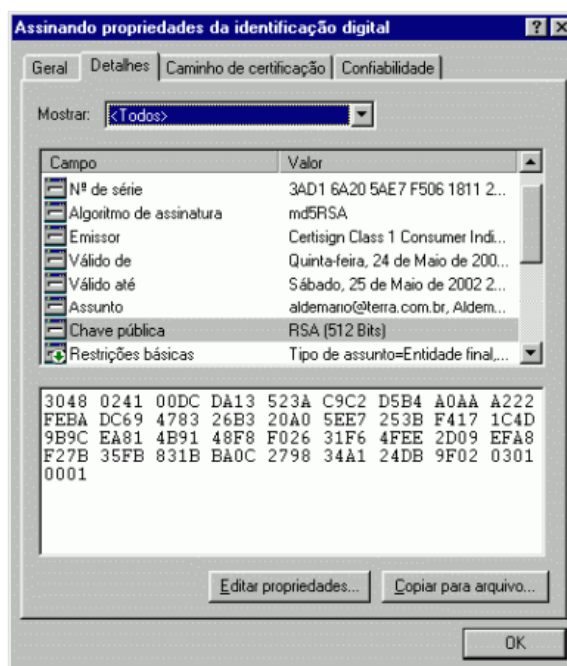 Assinando propriedades da identificação digital
Geral Detalhes Caminho de certificação Confiabilidade
Mostrar: <Todos>
Campo Valor
Nº de série 3AD1 6A20 5AE7 F506 1811 2...
Algoritmo de assinatura md5RSA
Emissor Certisign Class 1 Consumer Indi...
Válido de Quinta-feira, 24 de Maio de 200...
Válido até Sábado, 25 de Maio de 2002 2...
Assunto aldemario@terra.com.br, Aldem...
Chave pública RSA (512 Bits)
Restrições básicas Tipo de assunto=Entidade final,...
3048 0241 00DC DA13 523A C9C2 D5B4 A0AA A222
FEBA DC69 4783 26B3 20A0 5EE7 253B F417 1C4D
9B9C EA81 4B91 48F8 F026 31F6 4FEE 2D09 EFA8
F27B 35FB 831B BA0C 2798 34A1 24DB 9F02 0301
0001
Editar propriedades... Copiar para arquivo...
OK